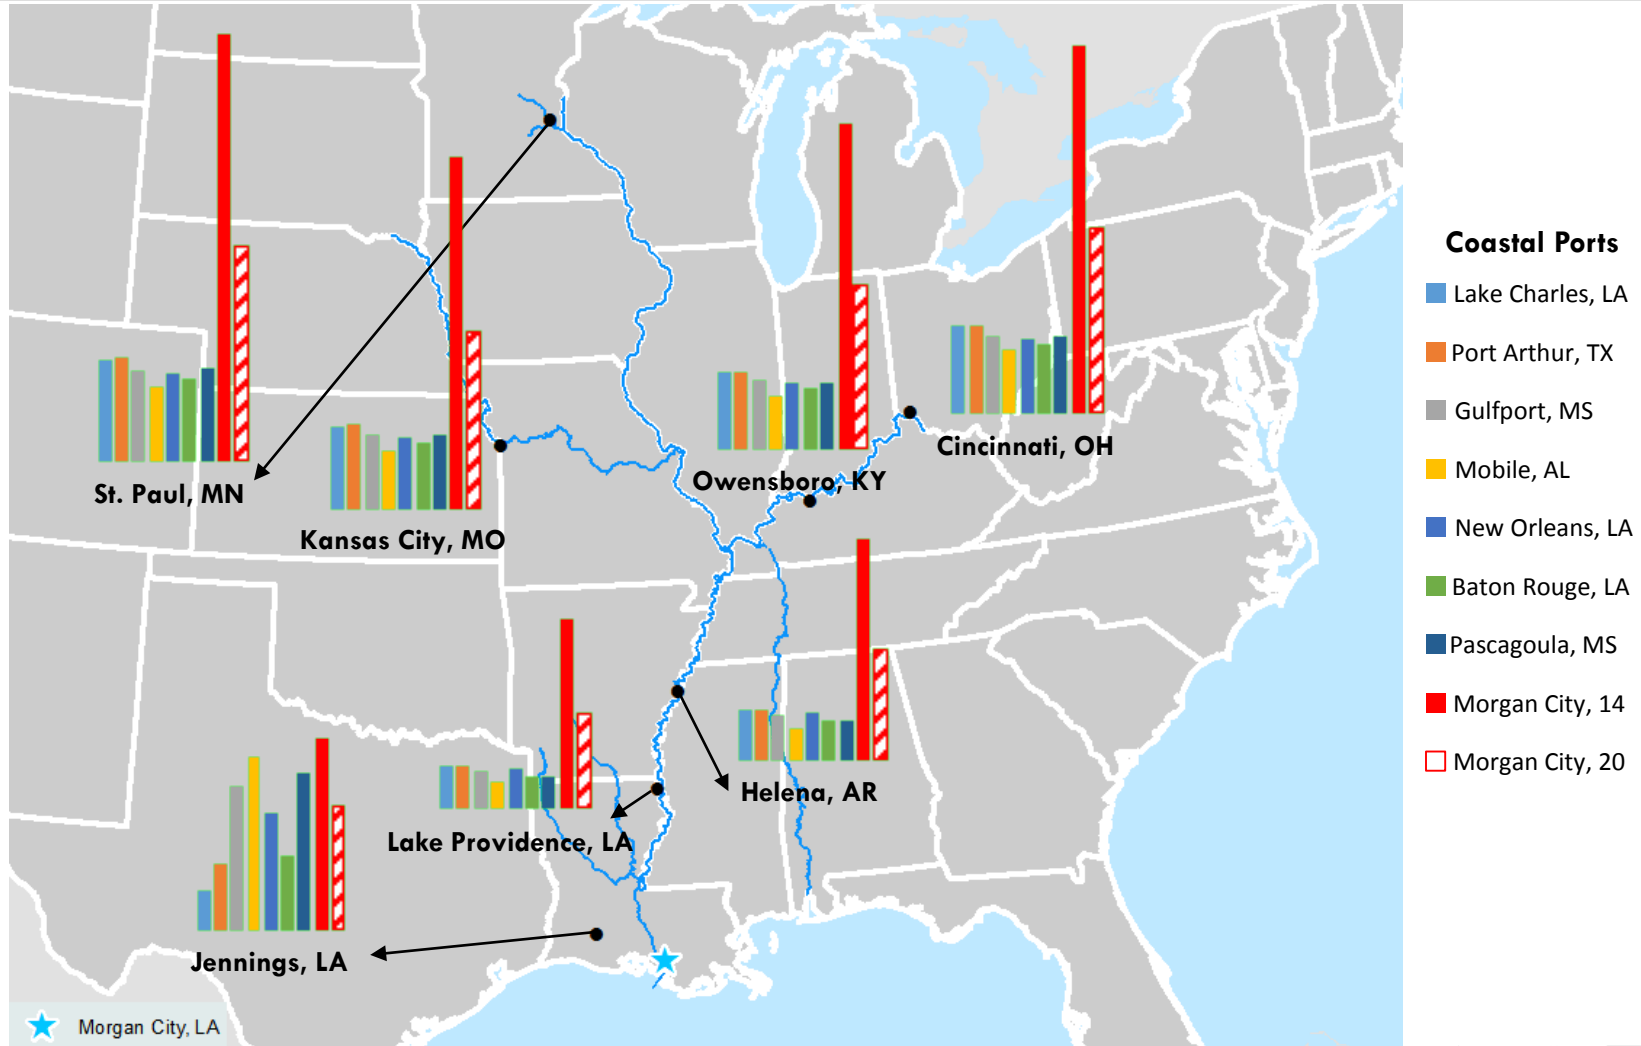 Coastal Ports
Lake Charles, LA
Port Arthur, TX
Gulfport, MS
Mobile, AL
New Orleans, LA
Baton Rouge, LA
Pascagoula, MS
Morgan City, 14
Morgan City, 20
Cincinnati, OH
Owensboro, KY
St. Paul, MN
Kansas City, MO
Helena, AR
Lake Providence, LA
Jennings, LA
Morgan City, LA